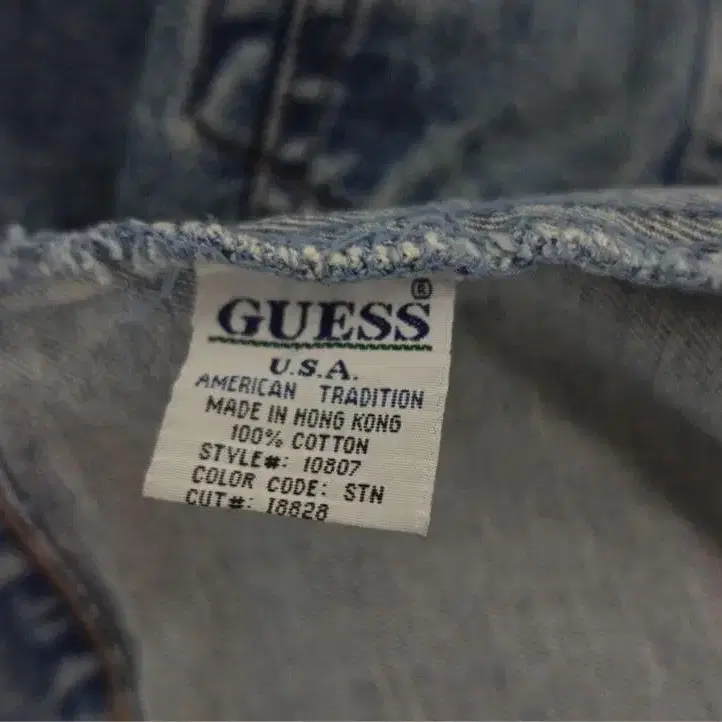 GUESS®
U.S.A.
AMERICAN TRADITION
MADE IN HONG KONG
100% COTTON
STYLE#: 10807
COLOR CODE: STN
CUT#: 18828